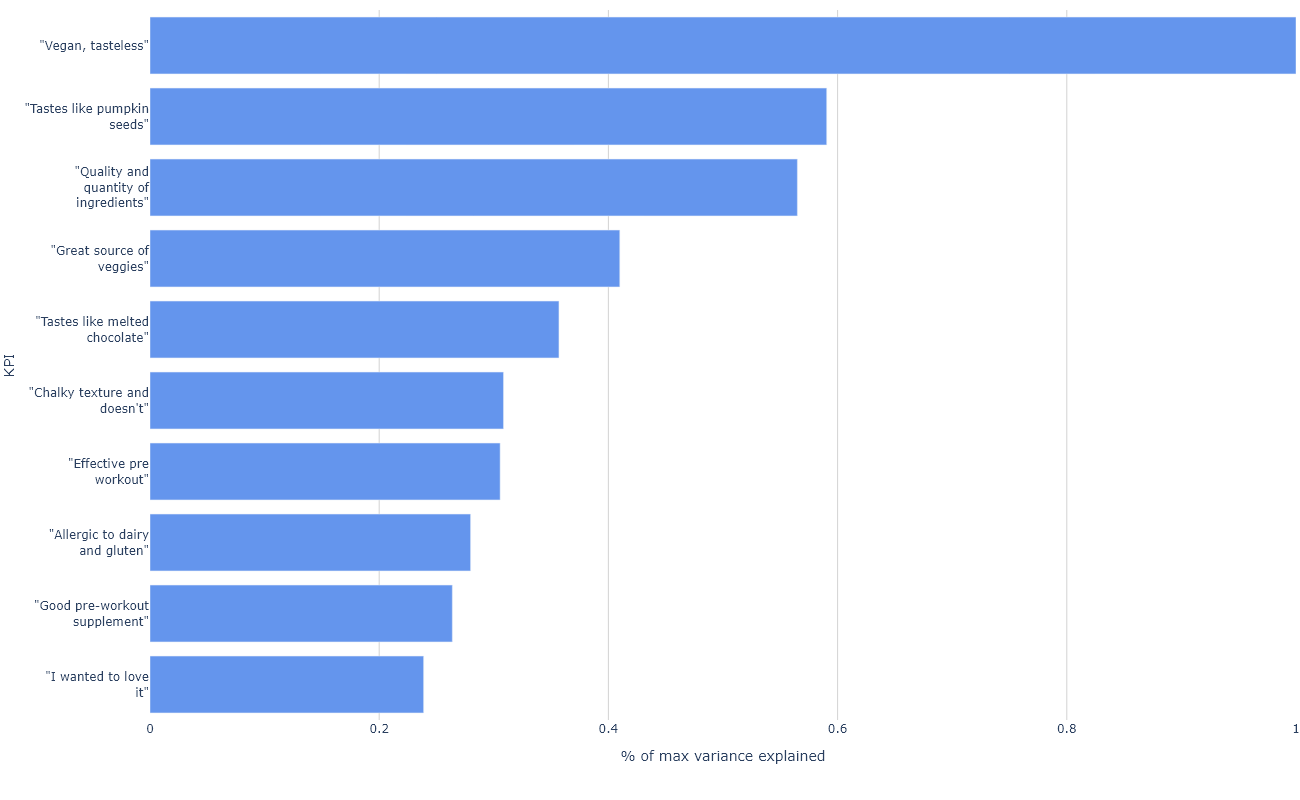 "Vegan, tasteless"
"Tastes like pumpkin
seeds"
"Quality and
quantity of
ingredients"
"Great source of
veggies"
"Tastes like melted
chocolate"
KPI
"Chalky texture and
doesn't"
"Effective pre
workout"
"Allergic to dairy
and gluten"
"Good pre-workout
supplement"
"I wanted to love
it"
0 0.2 0.4 0.6 0.8 1
% of max variance explained